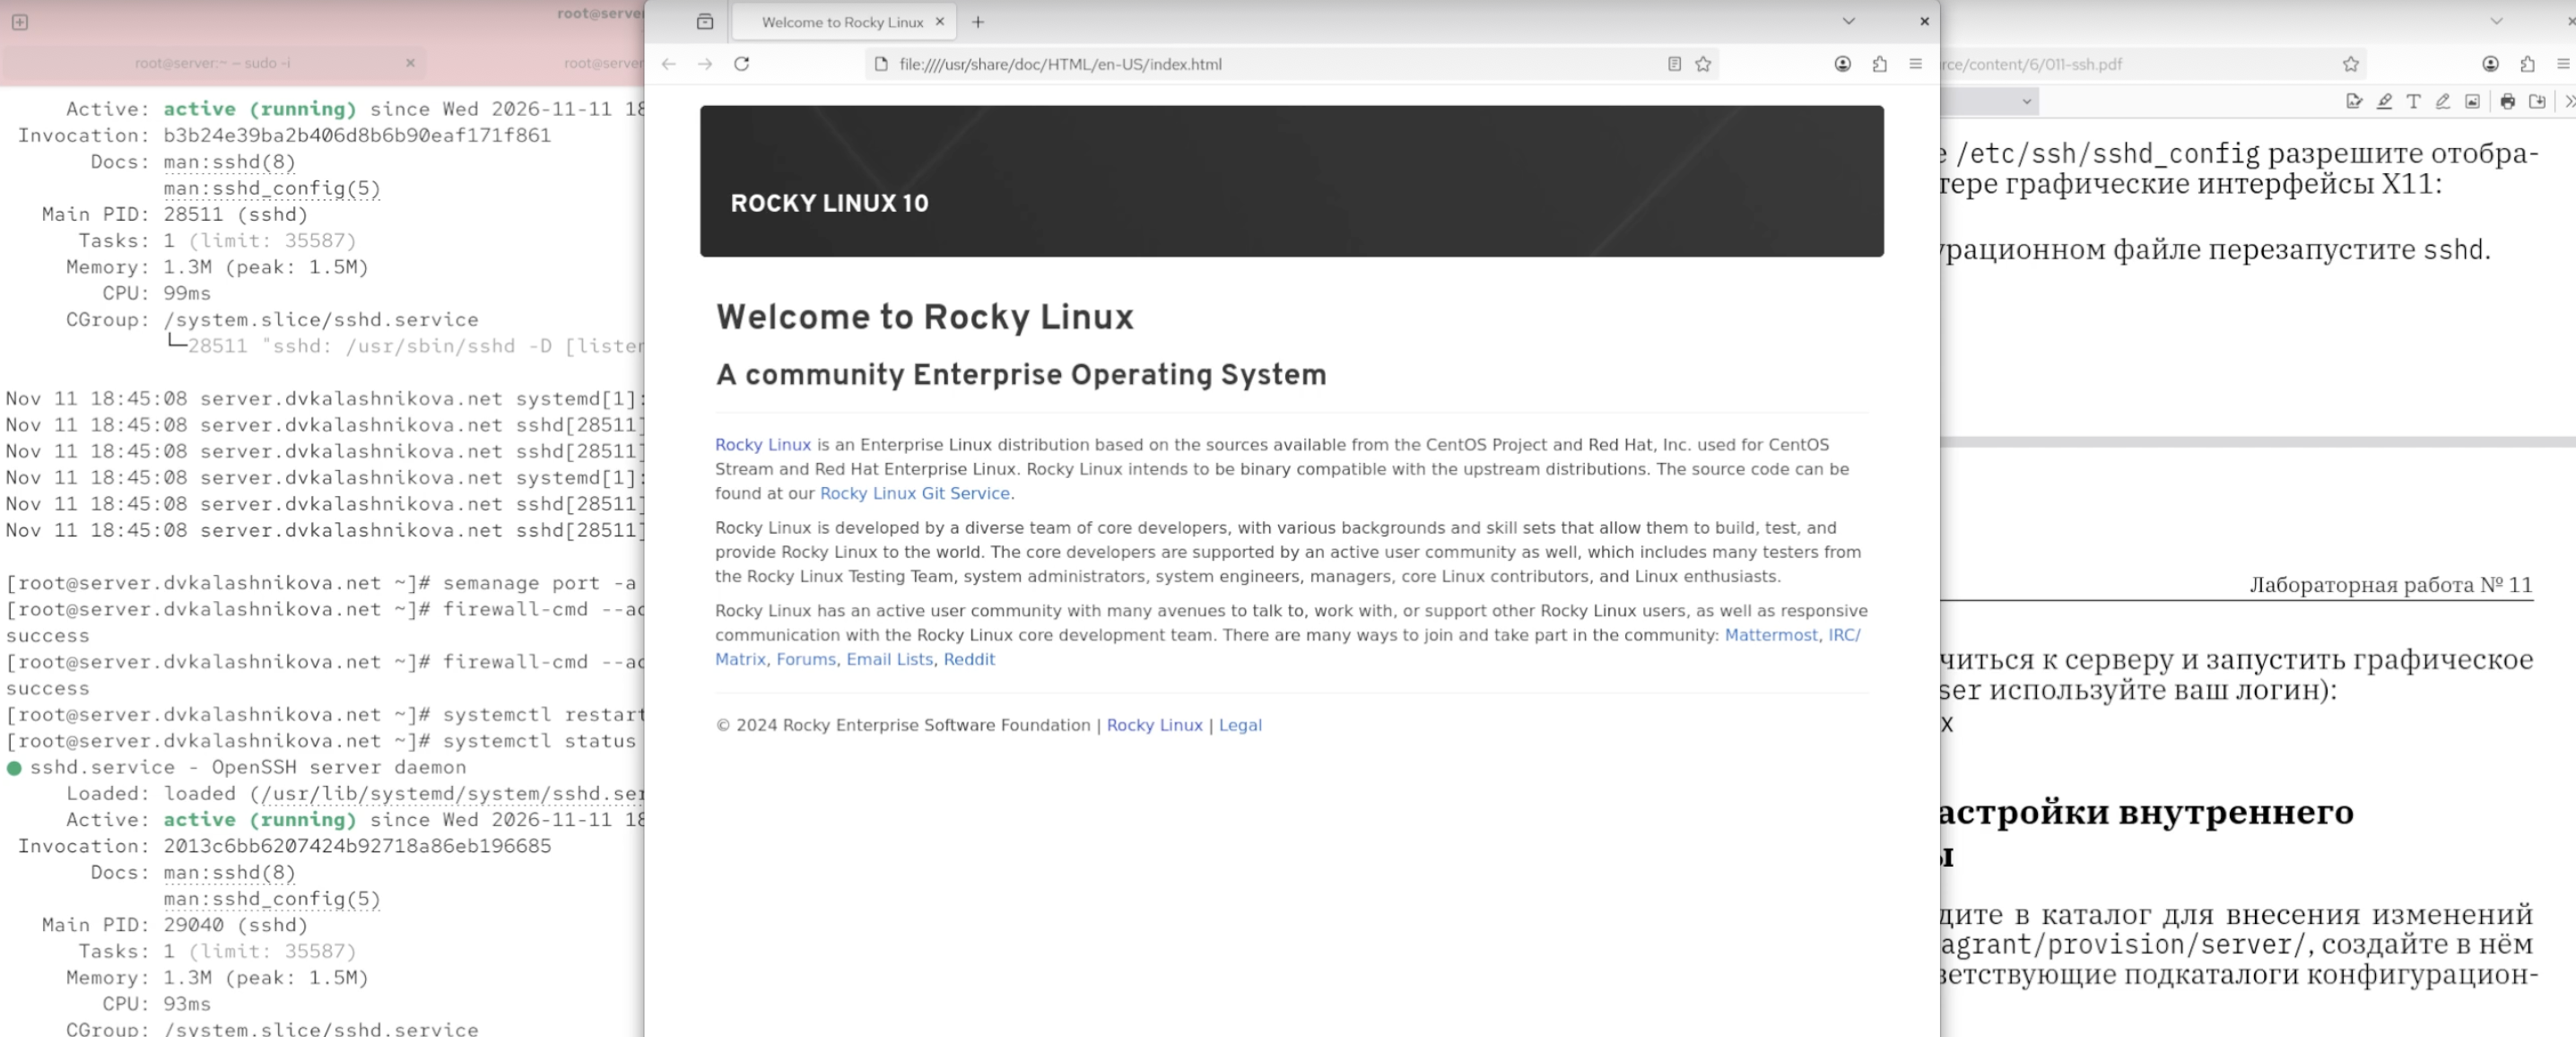 root@serve
root@server:~ – sudo -i
root@server
Active: active (running) since Wed 2026-11-11 18
Invocation: b3b24e39ba2b406d8b6b90eaf171f861
Docs: man:sshd(8)
man:sshd_config(5)
Main PID: 28511 (sshd)
Tasks: 1 (limit: 35587)
Memory: 1.3M (peak: 1.5M)
CPU: 99ms
CGroup: /system.slice/sshd.service
└─28511 "sshd: /usr/sbin/sshd -D [lister
Nov 11 18:45:08 server.dvkalashnikova.net systemd[1]:
Nov 11 18:45:08 server.dvkalashnikova.net sshd[28511]
Nov 11 18:45:08 server.dvkalashnikova.net sshd[28511]
Nov 11 18:45:08 server.dvkalashnikova.net systemd[1]:
Nov 11 18:45:08 server.dvkalashnikova.net sshd[28511]
Nov 11 18:45:08 server.dvkalashnikova.net sshd[28511]
[root@server.dvkalashnikova.net ~]# semanage port -a
[root@server.dvkalashnikova.net ~]# firewall-cmd --ad
success
[root@server.dvkalashnikova.net ~]# firewall-cmd --ad
success
[root@server.dvkalashnikova.net ~]# systemctl restart
[root@server.dvkalashnikova.net ~]# systemctl status
● sshd.service - OpenSSH server daemon
Loaded: loaded (/usr/lib/systemd/system/sshd.ser
Active: active (running) since Wed 2026-11-11 18
Invocation: 2013c6bb6207424b92718a86eb196685
Docs: man:sshd(8)
man:sshd_config(5)
Main PID: 29040 (sshd)
Tasks: 1 (limit: 35587)
Memory: 1.3M (peak: 1.5M)
CPU: 93ms
CGroup: /system.slice/sshd.service
Welcome to Rocky Linux
file:////usr/share/doc/HTML/en-US/index.html
ROCKY LINUX 10
Welcome to Rocky Linux
A community Enterprise Operating System
Rocky Linux is an Enterprise Linux distribution based on the sources available from the CentOS Project and Red Hat, Inc. used for CentOS
Stream and Red Hat Enterprise Linux. Rocky Linux intends to be binary compatible with the upstream distributions. The source code can be
found at our Rocky Linux Git Service.
Rocky Linux is developed by a diverse team of core developers, with various backgrounds and skill sets that allow them to build, test, and
provide Rocky Linux to the world. The core developers are supported by an active user community as well, which includes many testers from
the Rocky Linux Testing Team, system administrators, system engineers, managers, core Linux contributors, and Linux enthusiasts.
Rocky Linux has an active user community with many avenues to talk to, work with, or support other Rocky Linux users, as well as responsive
communication with the Rocky Linux core development team. There are many ways to join and take part in the community: Mattermost, IRC/
Matrix, Forums, Email Lists, Reddit
© 2024 Rocky Enterprise Software Foundation | Rocky Linux | Legal
rce/content/6/011-ssh.pdf
е /etc/ssh/sshd_config разрешите отобра-
тере графические интерфейсы X11:
урационном файле перезапустите sshd.
Лабораторная работа № 11
читься к серверу и запустить графическое
ser используйте ваш логин):
x
астройки внутреннего
ы
дите в каталог для внесения изменений
agrant/provision/server/, создайте в нём
ветствующие подкаталоги конфигурацион-